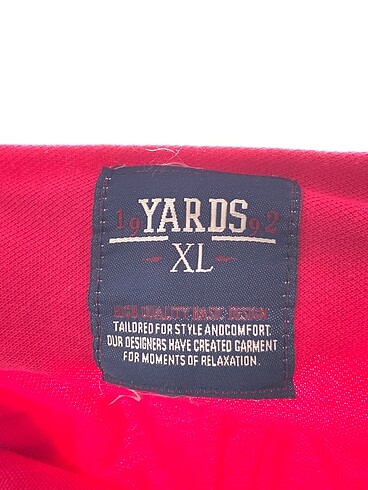 19 YARDS 92
- XL -
HIGH QUALITY BASIC DESIGN
TAILORED FOR STYLE ANDCOMFORT.
OUR DESIGNERS HAVE CREATED GARMENT
FOR MOMENTS OF RELAXATION.